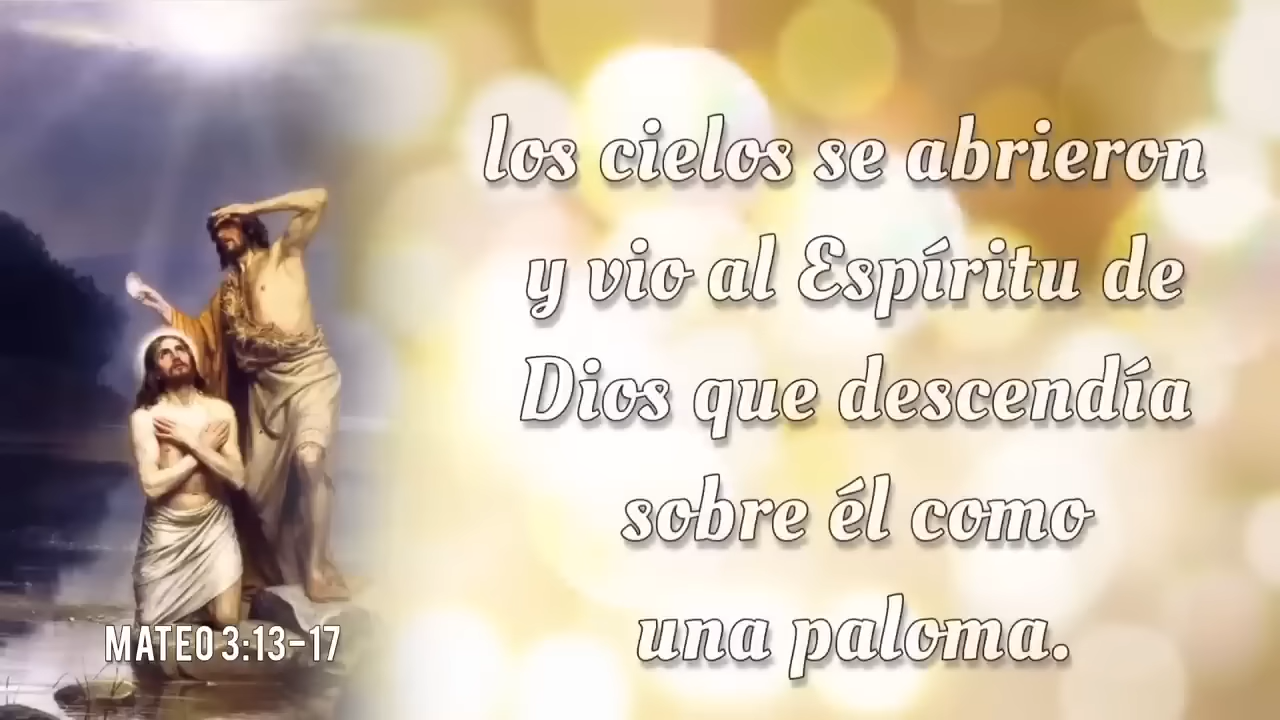 los cielos se abrieron
y vio al Espíritu de
Dios que descendía
sobre él como
una paloma.
MATEO 3:13-17